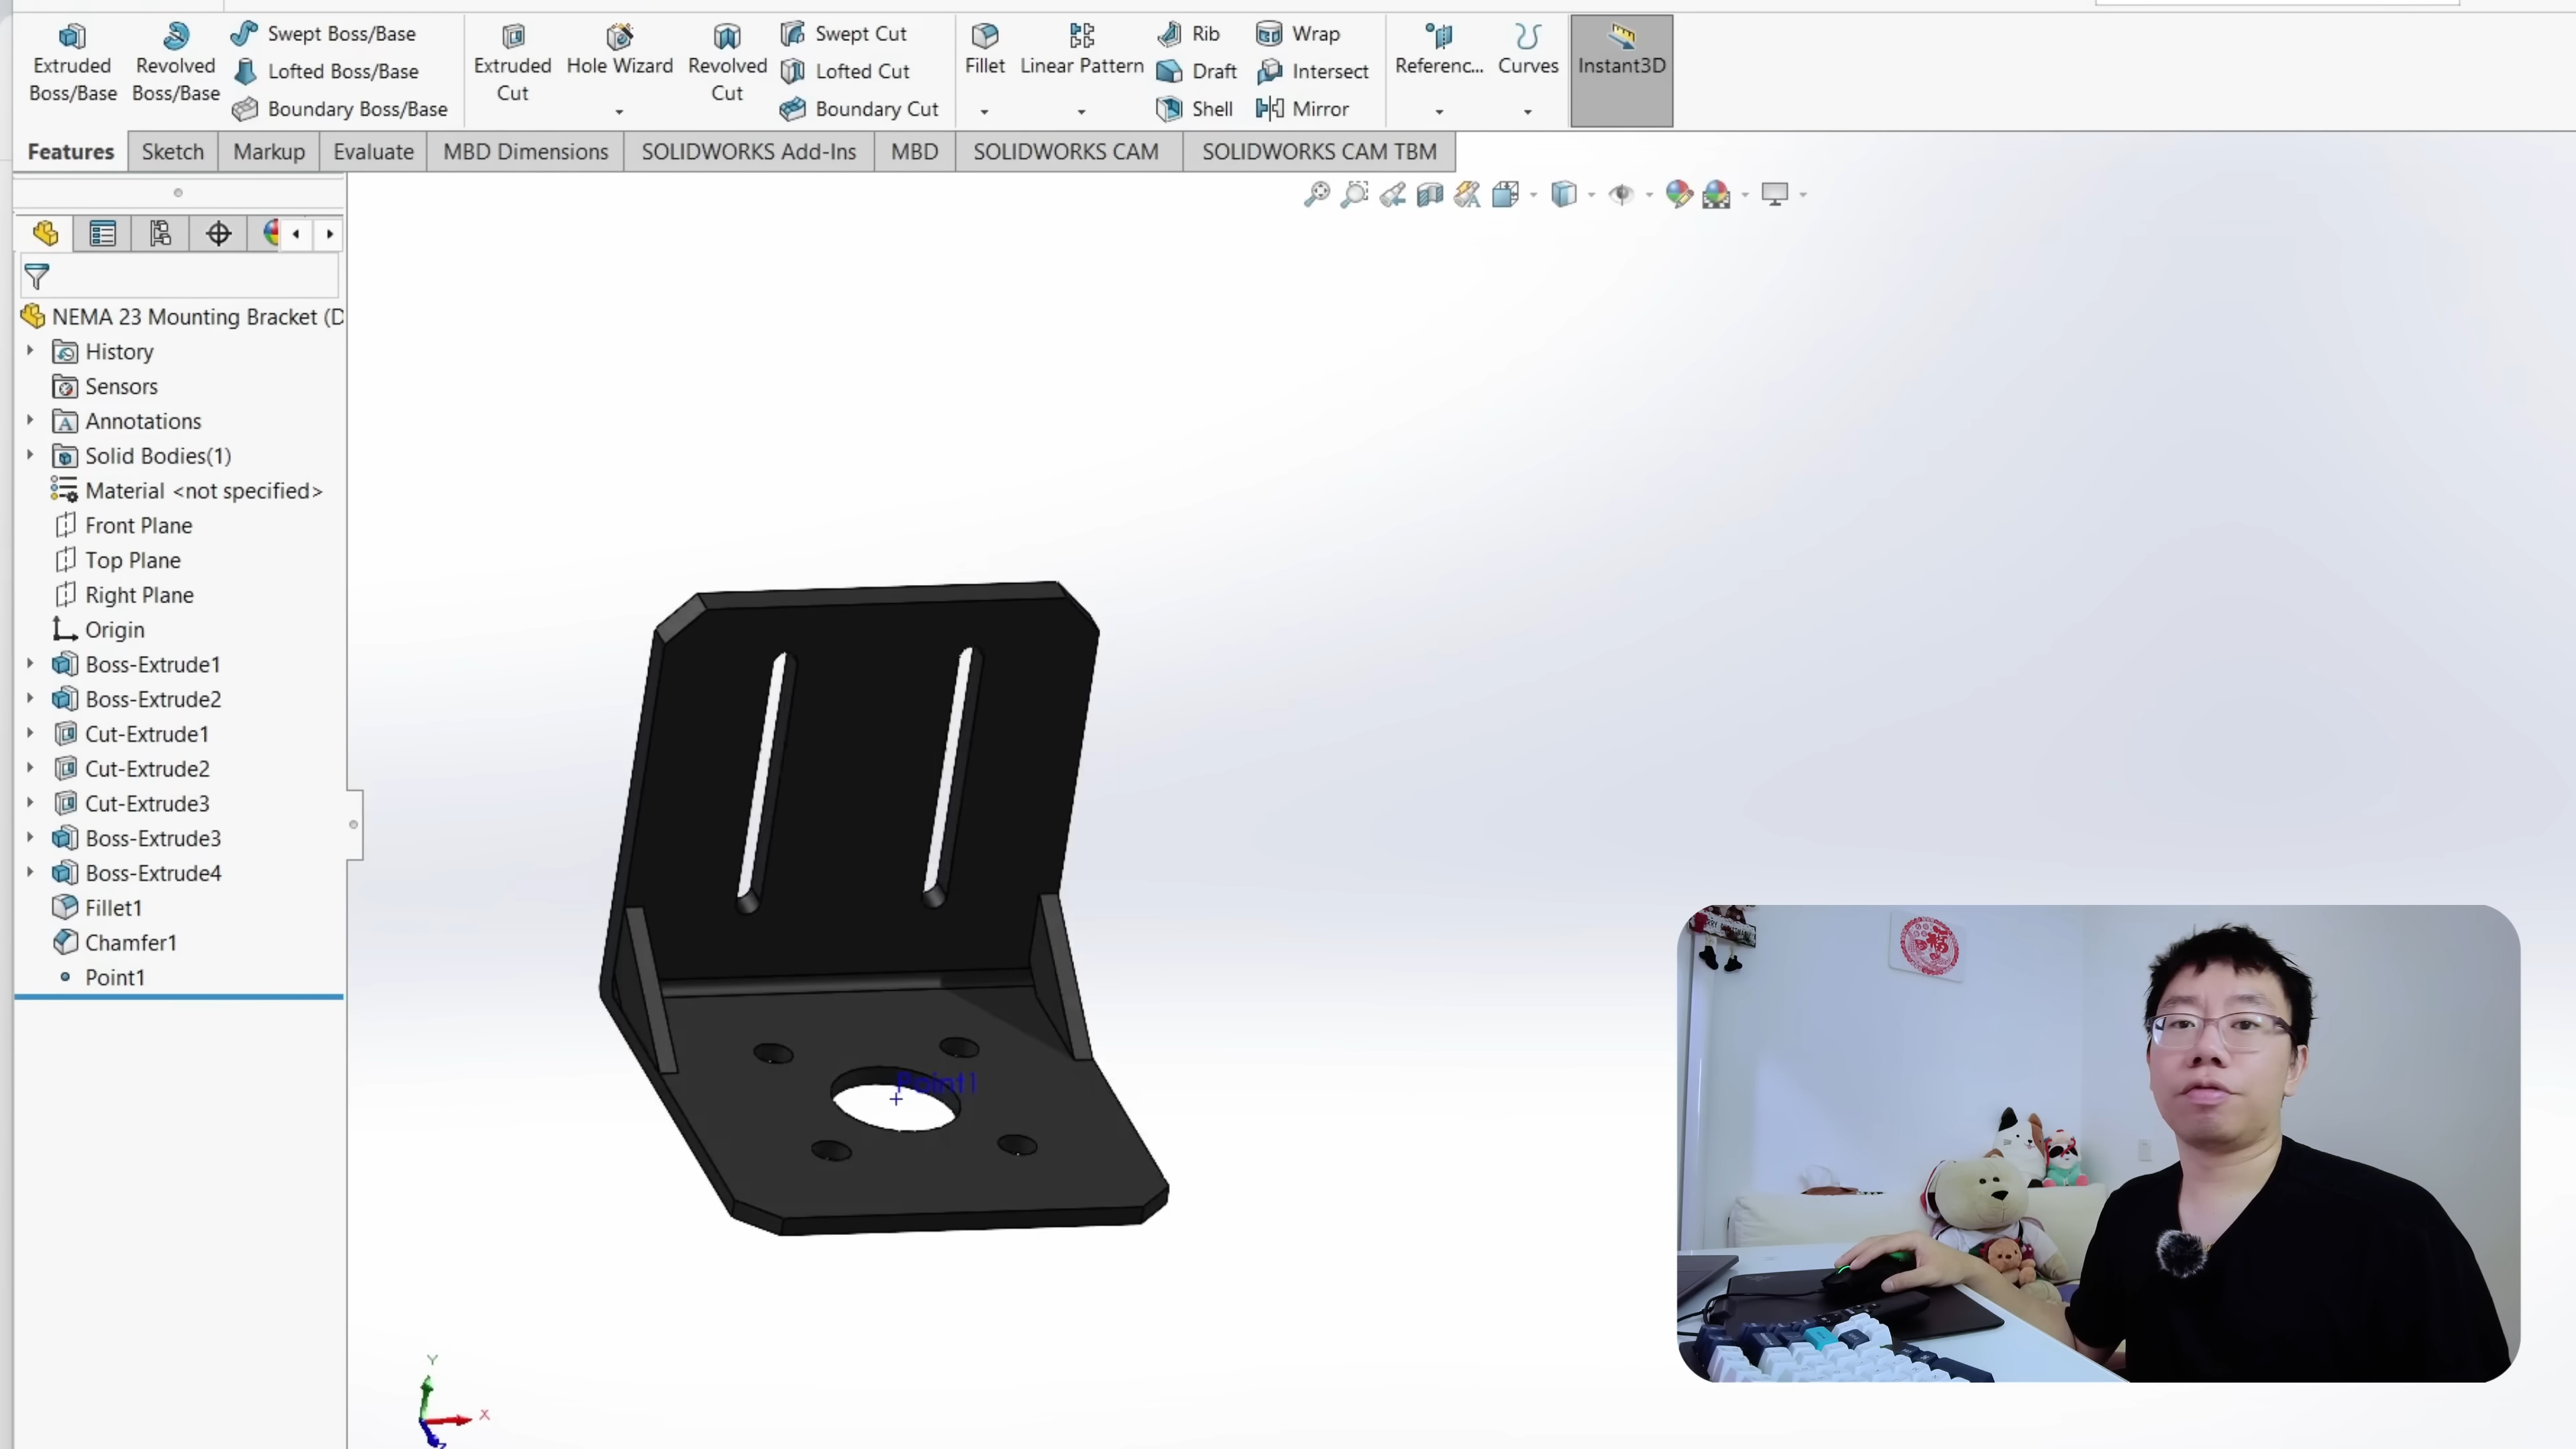 Extruded Boss/Base
Revolved Boss/Base
Swept Boss/Base
Lofted Boss/Base
Boundary Boss/Base
Extruded Cut
Hole Wizard
Revolved Cut
Swept Cut
Lofted Cut
Boundary Cut
Fillet
Linear Pattern
Rib
Draft
Shell
Wrap
Intersect
Mirror
Referenc...
Curves
Instant3D
Features
Sketch
Markup
Evaluate
MBD Dimensions
SOLIDWORKS Add-Ins
MBD
SOLIDWORKS CAM
SOLIDWORKS CAM TBM
NEMA 23 Mounting Bracket (D
History
Sensors
Annotations
Solid Bodies(1)
Material <not specified>
Front Plane
Top Plane
Right Plane
Origin
Boss-Extrude1
Boss-Extrude2
Cut-Extrude1
Cut-Extrude2
Cut-Extrude3
Boss-Extrude3
Boss-Extrude4
Fillet1
Chamfer1
Point1
Point1
Y
X